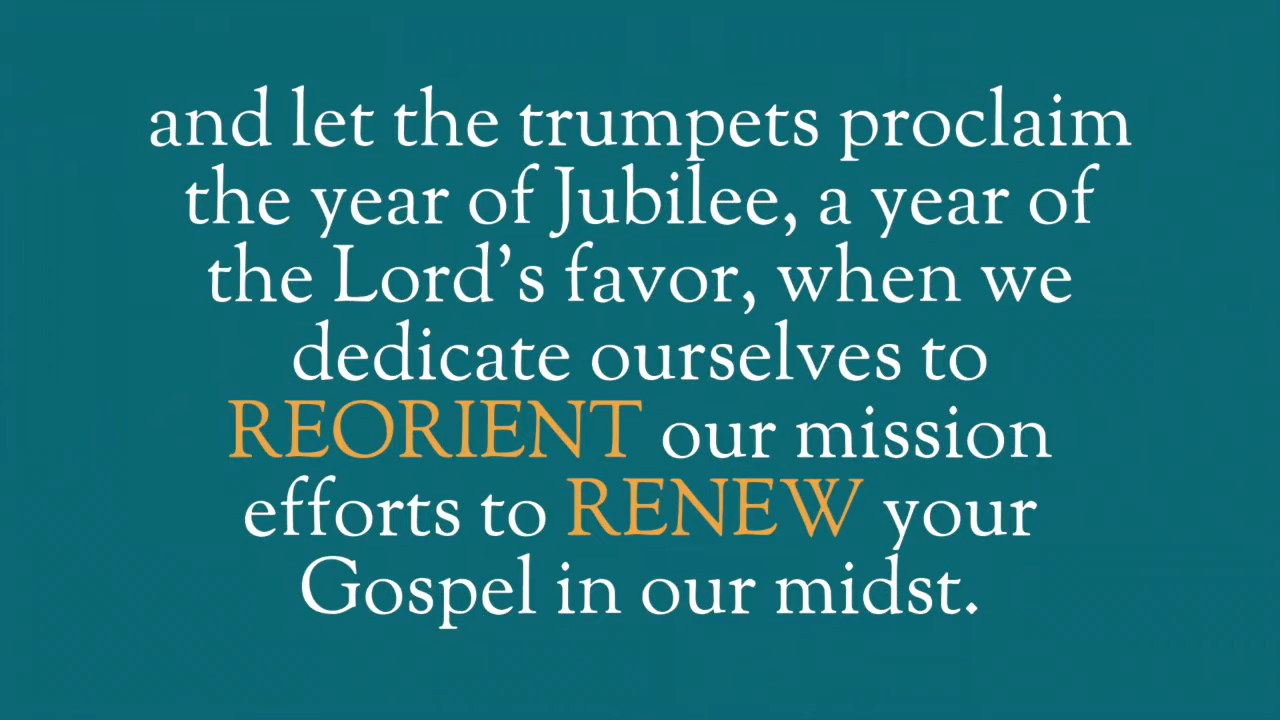 and let the trumpets proclaim
the year of Jubilee, a year of
the Lord’s favor, when we
dedicate ourselves to
REORIENT our mission
efforts to RENEW your
Gospel in our midst.